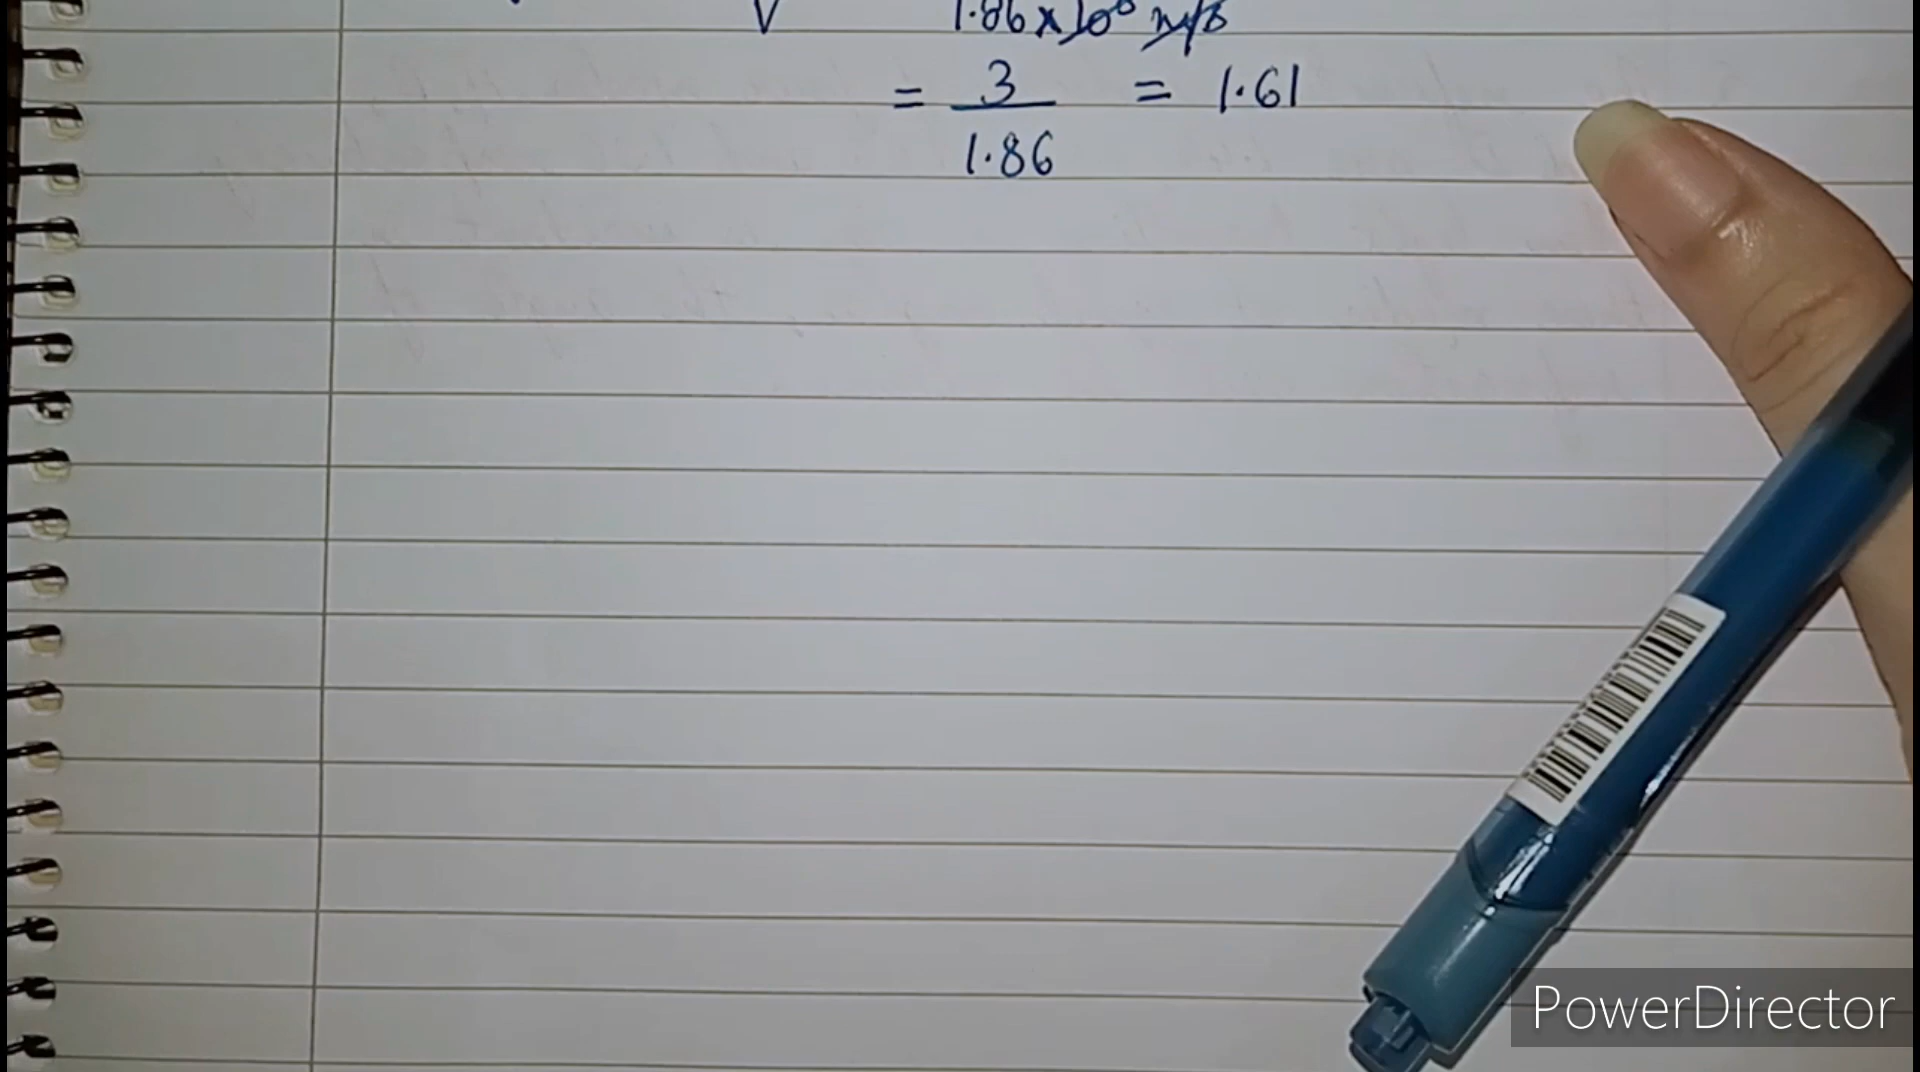 V 1.86 × 10⁸ m/s
= 3 = 1.61
1.86
PowerDirector